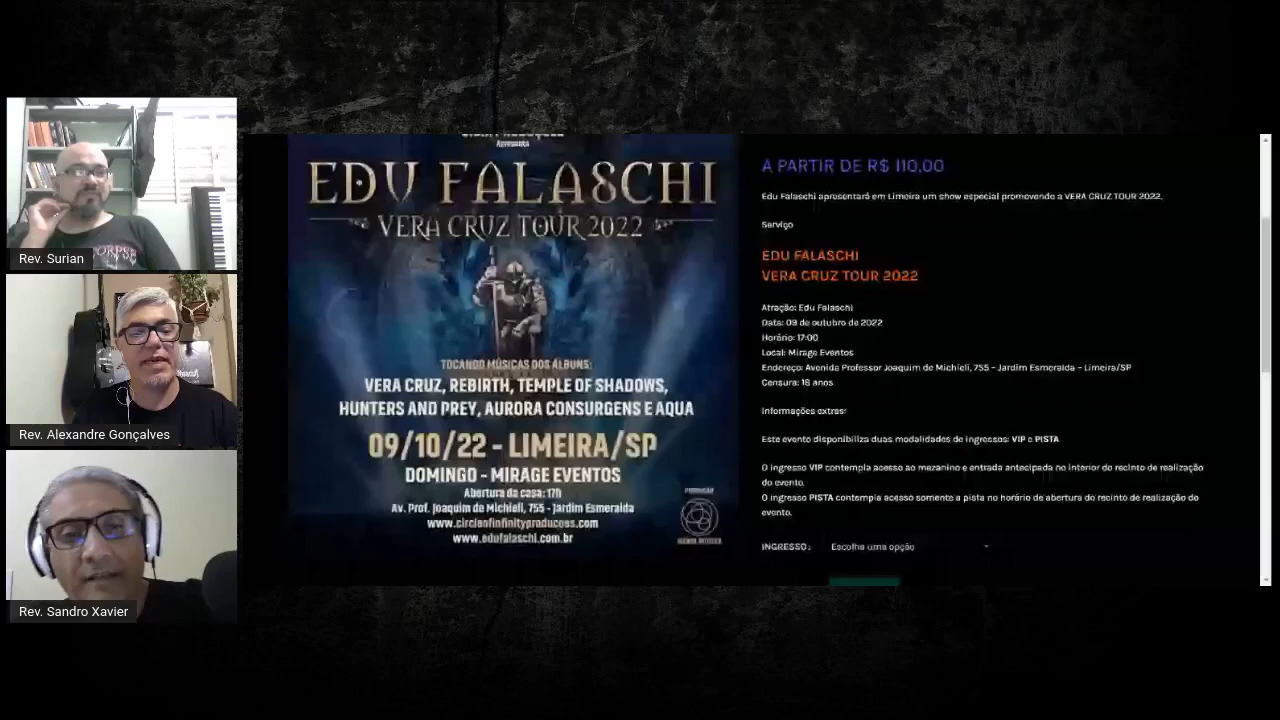 Rev. Surian
Rev. Alexandre Gonçalves
Rev. Sandro Xavier
Apresenta
EDU FALASCHI
VERA CRUZ TOUR 2022
TOCANDO MÚSICAS DOS ÁLBUNS:
VERA CRUZ, REBIRTH, TEMPLE OF SHADOWS,
HUNTERS AND PREY, AURORA CONSURGENS E AQUA
09/10/22 - LIMEIRA/SP
DOMINGO - MIRAGE EVENTOS
Abertura da casa: 17h
Av. Prof. Joaquim de Michieli, 755 - Jardim Esmeralda
www.circleofinfinityproducoes.com
www.edufalaschi.com.br
PRODUÇÃO
A PARTIR DE R$ 110,00
Edu Falaschi apresentará em Limeira um show especial promovendo a VERA CRUZ TOUR 2022.
Serviço
EDU FALASCHI
VERA CRUZ TOUR 2022
Atração: Edu Falaschi
Data: 09 de outubro de 2022
Horário: 17:00
Local: Mirage Eventos
Endereço: Avenida Professor Joaquim de Michieli, 755 – Jardim Esmeralda – Limeira/SP
Censura: 16 anos
Informações extras:
Este evento disponibiliza duas modalidades de ingressos: VIP e PISTA
O ingresso VIP contempla acesso ao mezanino e entrada antecipada no interior do recinto de realização
do evento.
O ingresso PISTA contempla acesso somente a pista no horário de abertura do recinto de realização do
evento.
INGRESSO: Escolha uma opção